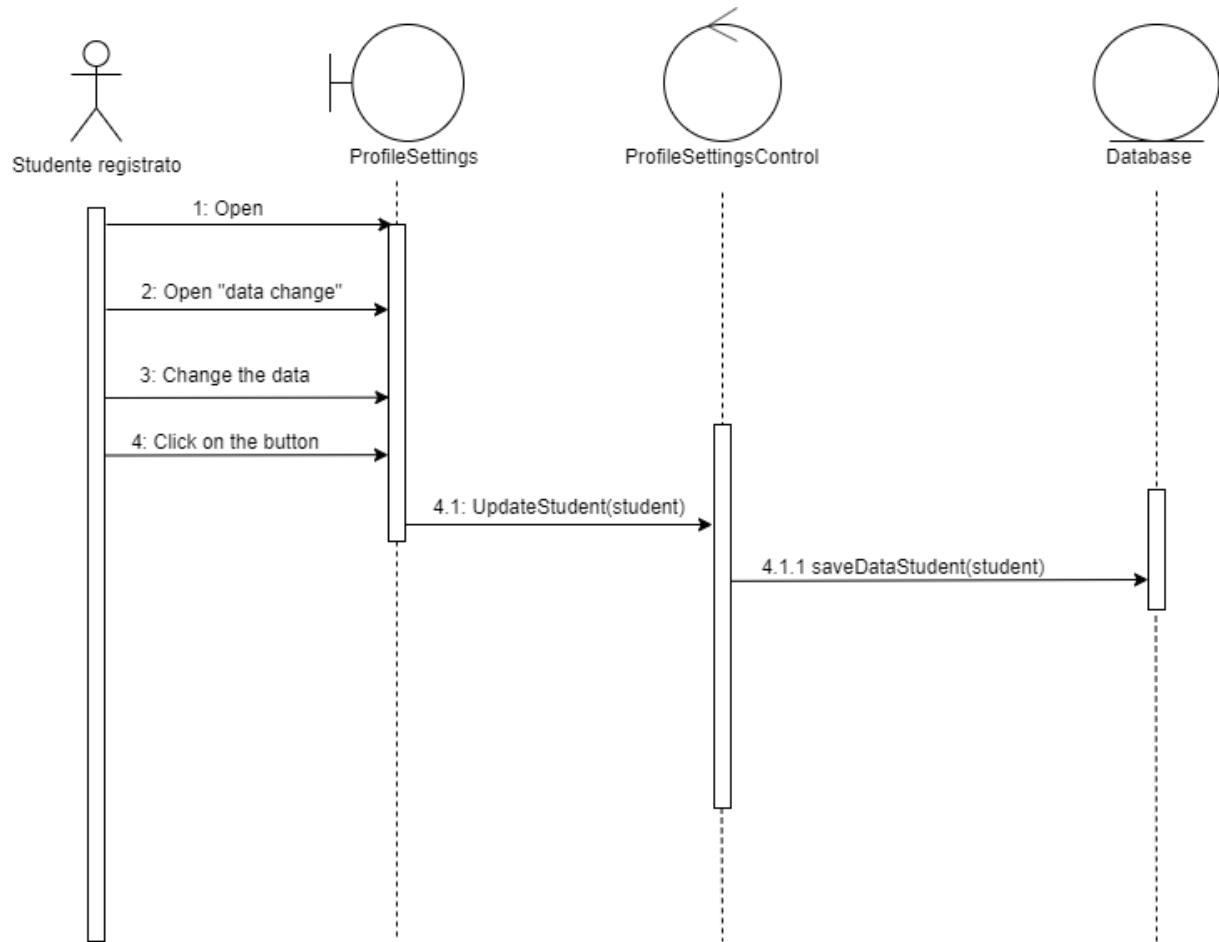 Studente registrato
ProfileSettings
ProfileSettingsControl
Database
1: Open
2: Open "data change"
3: Change the data
4: Click on the button
4.1: UpdateStudent(student)
4.1.1 saveDataStudent(student)